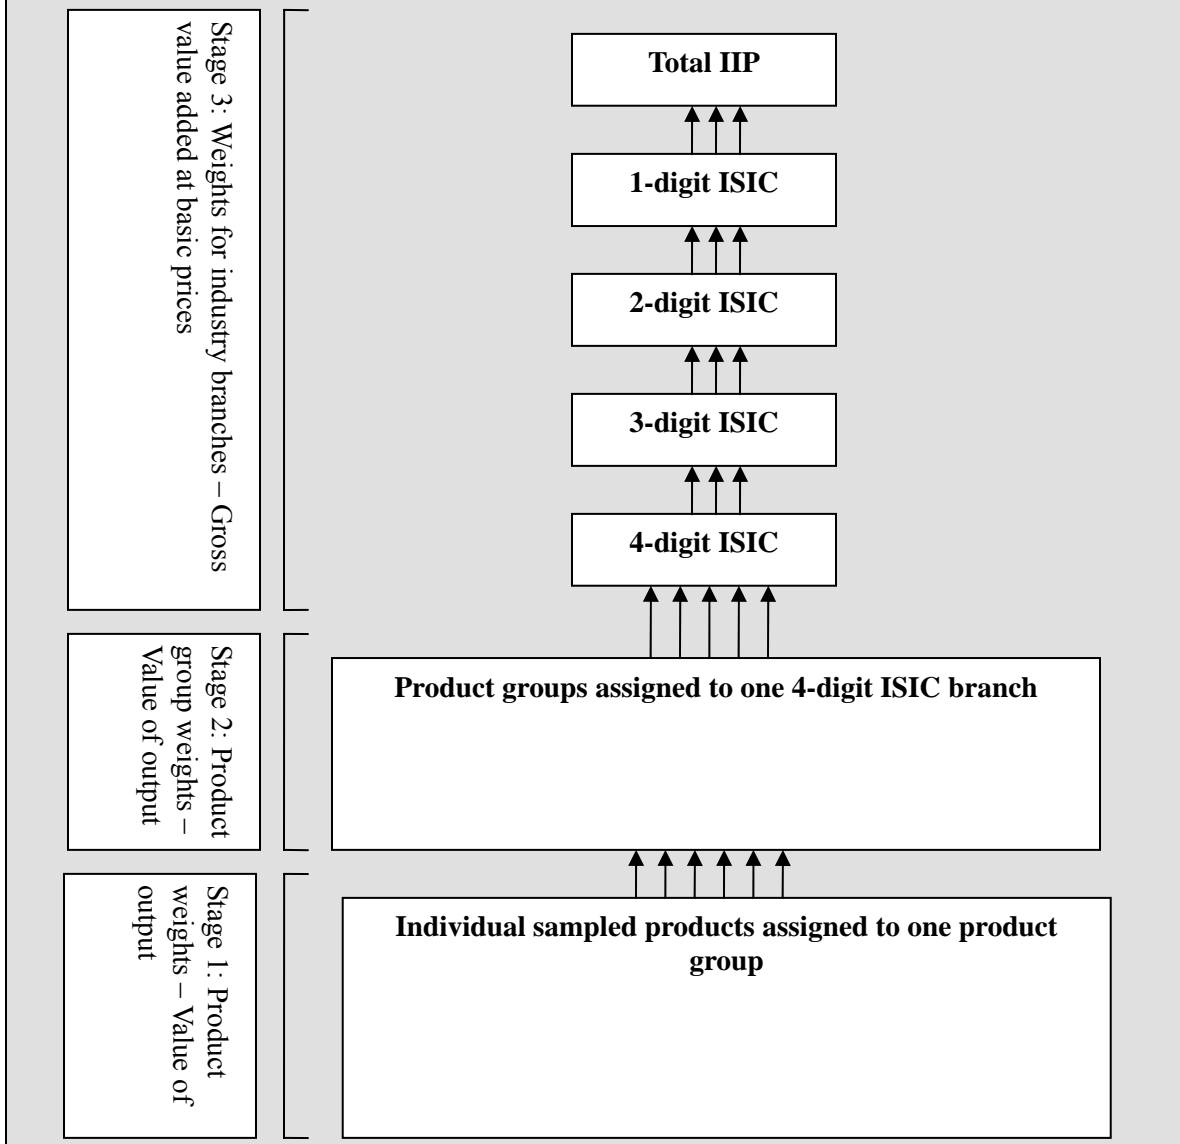 Stage 3: Weights for industry branches – Gross
value added at basic prices
Total IIP
1-digit ISIC
2-digit ISIC
3-digit ISIC
4-digit ISIC
Stage 2: Product
group weights –
Value of output
Product groups assigned to one 4-digit ISIC branch
Stage 1: Product
weights – Value of
output
Individual sampled products assigned to one product
group